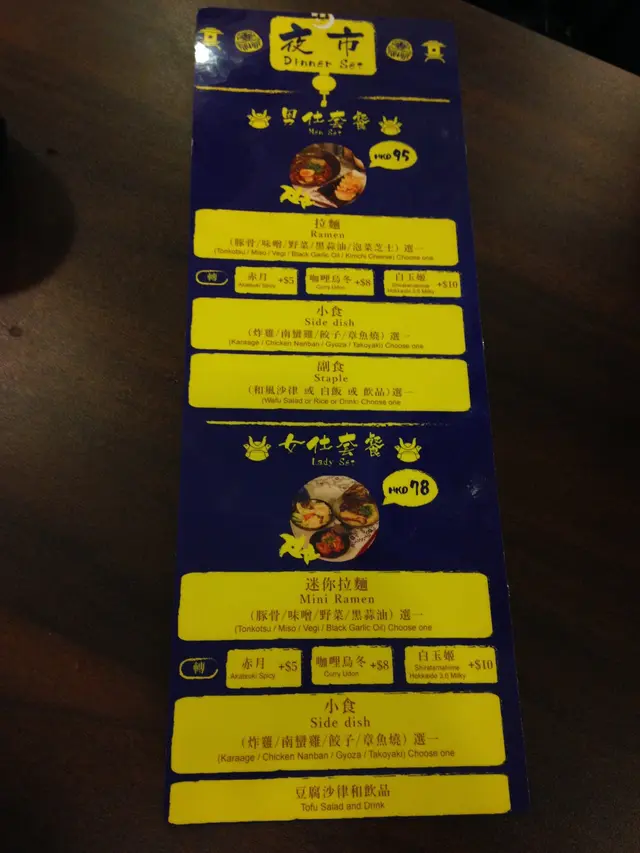 夜市
Dinner Set
男仕套餐
Men Set
HKD 95
拉麵
Ramen
(豚骨/味噌/野菜/黑蒜油/泡菜芝士) 選一
(Tonkotsu / Miso / Vegi / Black Garlic Oil / Kimchi Cheese) Choose one
轉 赤月 +$5 咖哩烏冬 +$8 白玉姬 +$10
Akatsuki Spicy Curry Udon Shiratamahime
Hokkaido 3.6 Milky
小食
Side dish
(炸雞/南蠻雞/餃子/章魚燒) 選一
(Karaage / Chicken Nanban / Gyoza / Takoyaki) Choose one
副食
Staple
(和風沙律 或 白飯 或 飲品)選一
(Wafu Salad or Rice or Drink) Choose one
女仕套餐
Lady Set
HKD 78
迷你拉麵
Mini Ramen
(豚骨/味噌/野菜/黑蒜油) 選一
(Tonkotsu / Miso / Vegi / Black Garlic Oil) Choose one
轉 赤月 +$5 咖哩烏冬 +$8 白玉姬 +$10
Akatsuki Spicy Curry Udon Shiratamahime
Hokkaido 3.6 Milky
小食
Side dish
(炸雞/南蠻雞/餃子/章魚燒) 選一
(Karaage / Chicken Nanban / Gyoza / Takoyaki) Choose one
豆腐沙律和飲品
Tofu Salad and Drink